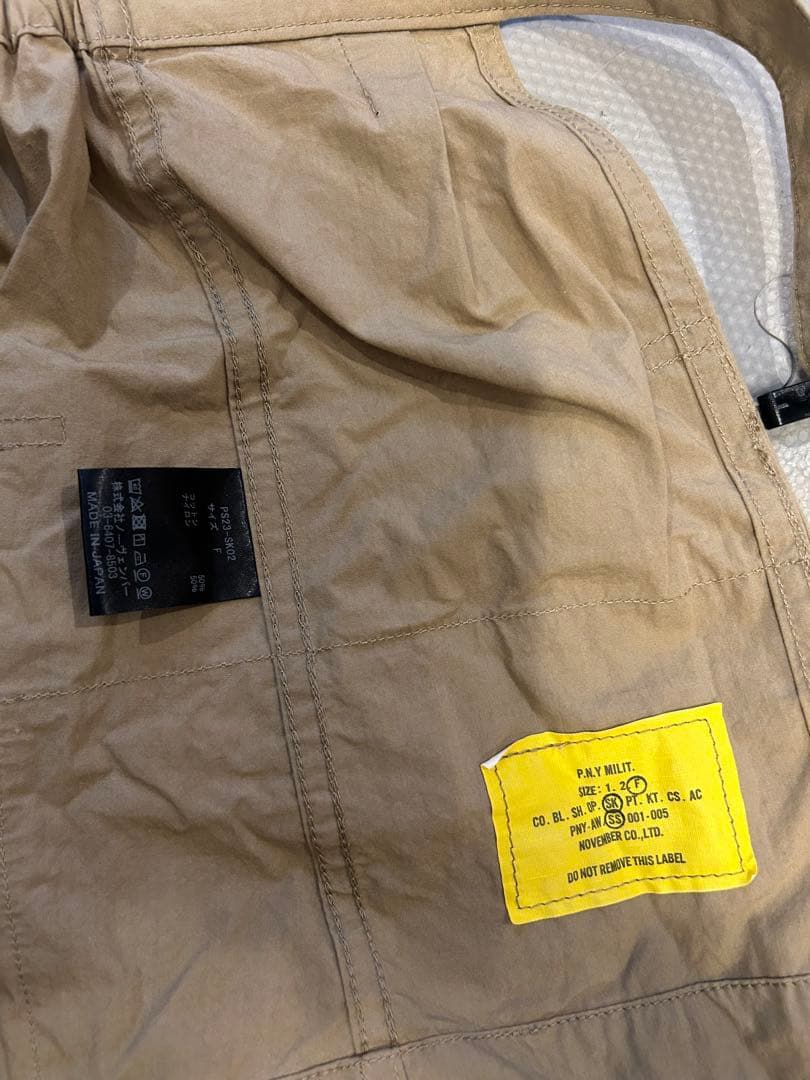 PS23-SK02
サイズ F
コットン 50%
ナイロン 50%
株式会社ノーヴェンバー
03-6407-8503
MADE IN JAPAN
P.N.Y MILIT.
SIZE: 1. 2 F
CO. BL. SH. OP. SK PT. KT. CS. AC
PNY-AW SS 001-005
NOVEMBER CO.,LTD.
DO NOT REMOVE THIS LABEL